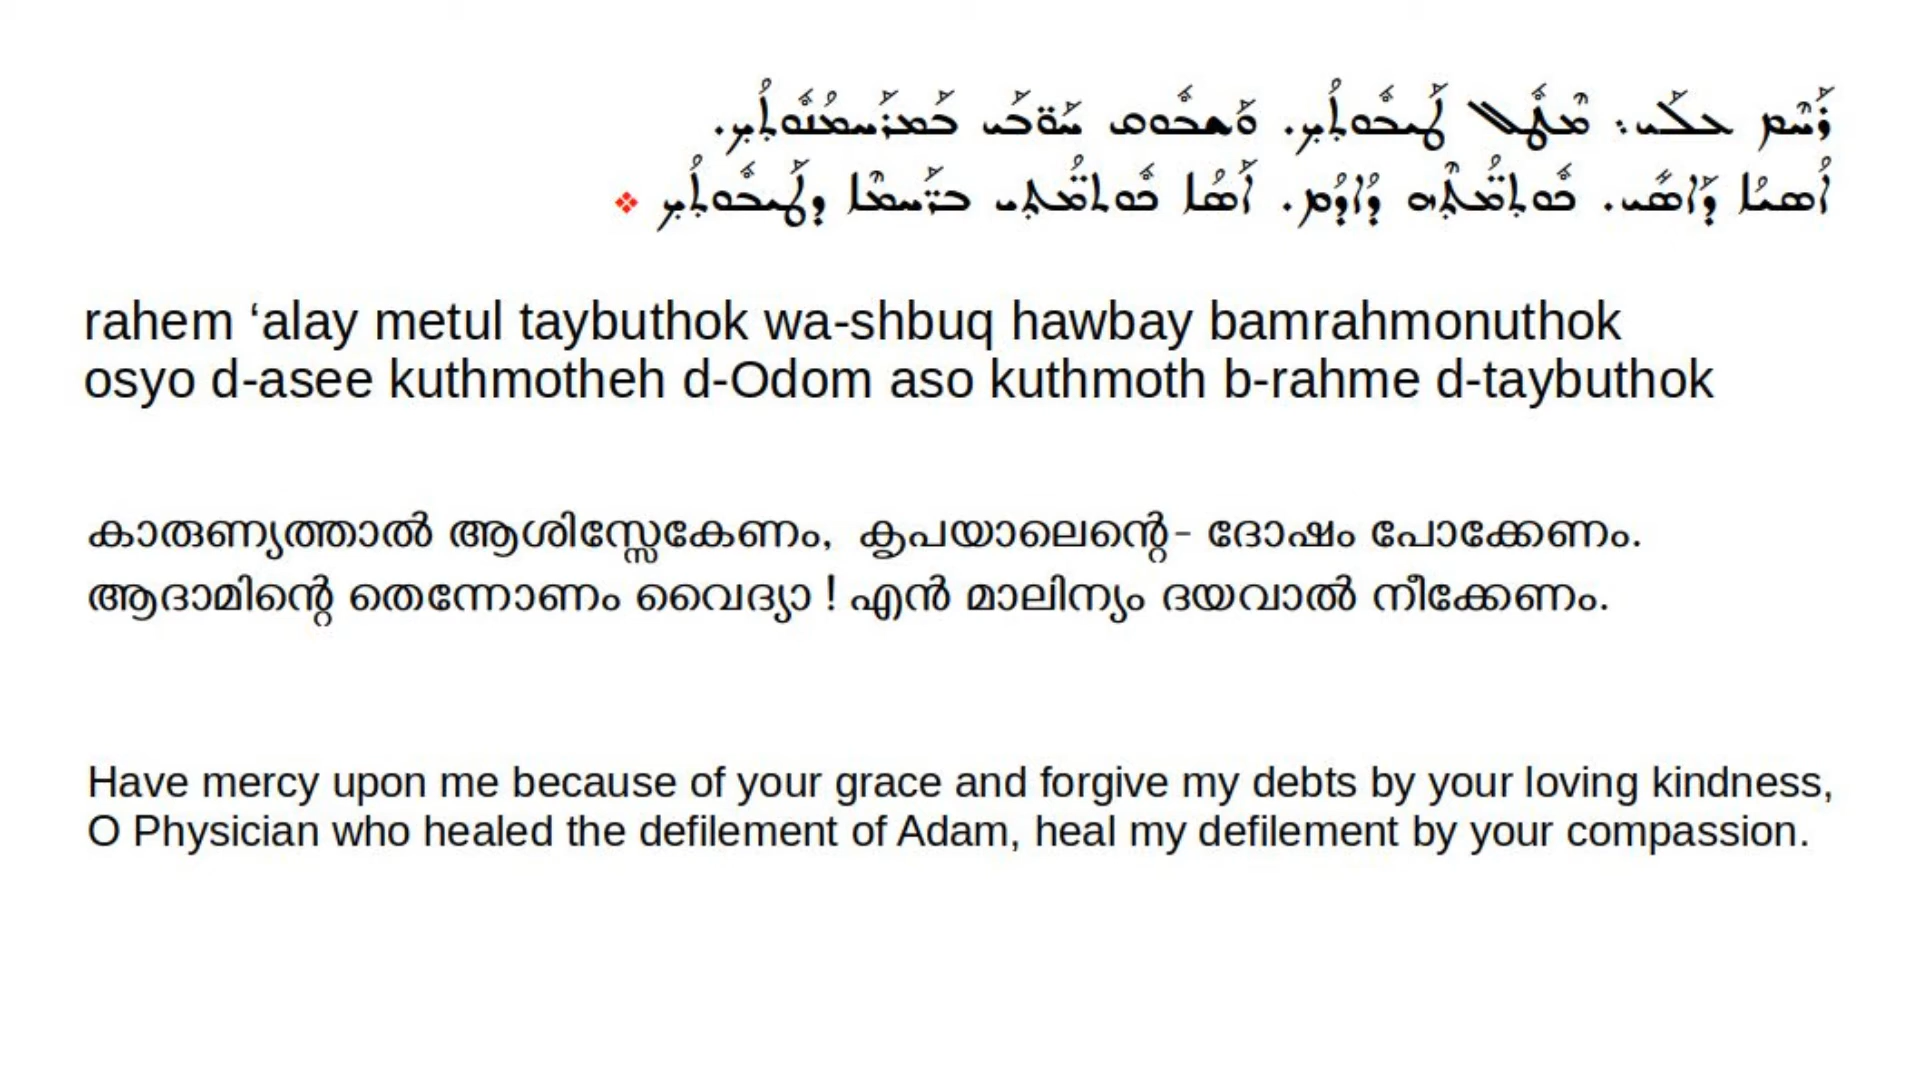 ܪܰܚܶܡ ܥܠܰܝ܆ ܡܶܛܽܠ ܛܰܝܒܽܘܬܳܟ. ܘܰܫܒܽܘܩ ܚܰܘ̈ܒܰܝ ܒܰܡܪܰܚܡܳܢܽܘܬܳܟ.
ܐܳܣܝܳܐ ܕܰܐܣܺܝ. ܟܽܘܬܡܳܬܶܗ ܕܳܐܕܳܡ. ܐܰܣܳܐ ܟܽܘܬܡܳܬܝ ܒܪ̈ܰܚܡܶܐ ܕܛܰܝܒܽܘܬܳܟ ❖
rahem ‘alay metul taybuthok wa-shbuq hawbay bamrahmonuthok
osyo d-asee kuthmotheh d-Odom aso kuthmoth b-rahme d-taybuthok
കാരുണ്യത്താൽ ആശിസ്സേകേണം, കൃപയാലെന്റെ- ദോഷം പോക്കേണം.
ആദാമിന്റെ തെന്നോണം വൈദ്യാ ! എൻ മാലിന്യം ദയവാൽ നീക്കേണം.
Have mercy upon me because of your grace and forgive my debts by your loving kindness,
O Physician who healed the defilement of Adam, heal my defilement by your compassion.